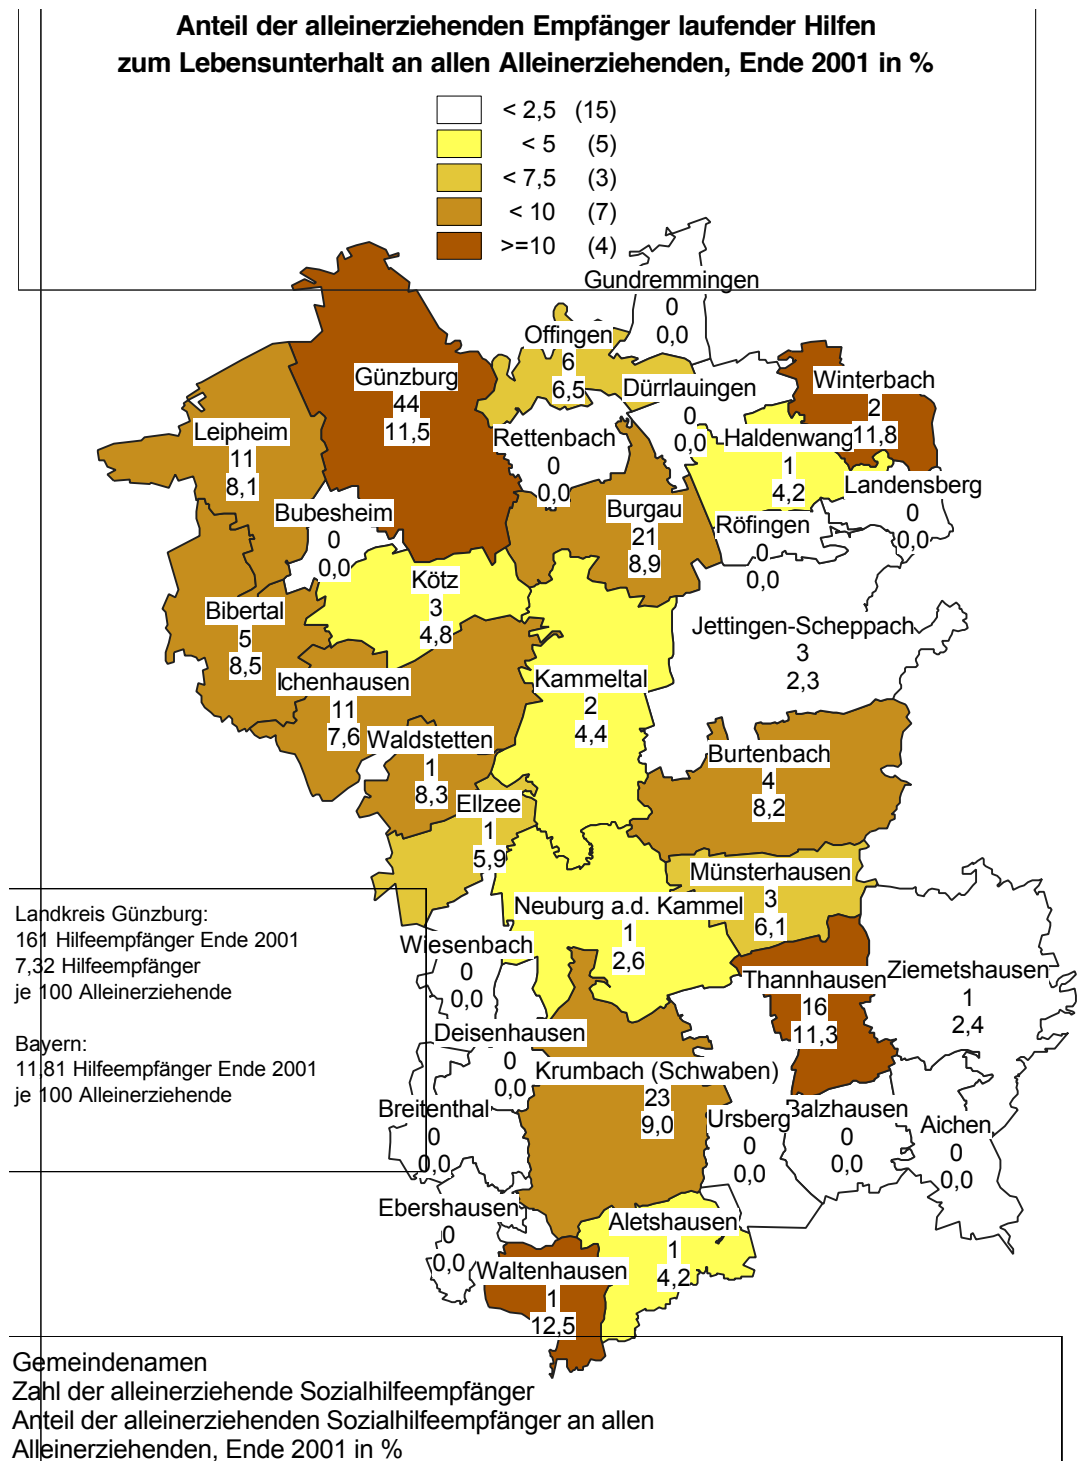 Anteil der alleinerziehenden Empfänger laufender Hilfen
zum Lebensunterhalt an allen Alleinerziehenden, Ende 2001 in %
< 2,5 (15)
< 5 (5)
< 7,5 (3)
< 10 (7)
>=10 (4)
Gundremmingen
0
0,0
Offingen
6
6,5
Günzburg
44
11,5
Dürrlauingen
0
0,0
Winterbach
2
11,8
Leipheim
11
8,1
Rettenbach
0
0,0
Haldenwang
1
4,2
Landensberg
0
0,0
Bubesheim
0
0,0
Burgau
21
8,9
Röfingen
0
0,0
Kötz
3
4,8
Bibertal
5
8,5
Jettingen-Scheppach
3
2,3
Ichenhausen
11
7,6
Kammeltal
2
4,4
Waldstetten
1
8,3
Burtenbach
4
8,2
Ellzee
1
5,9
Münsterhausen
3
6,1
Neuburg a.d. Kammel
1
2,6
Landkreis Günzburg:
161 Hilfeempfänger Ende 2001
7,32 Hilfeempfänger
je 100 Alleinerziehende
Bayern:
11,81 Hilfeempfänger Ende 2001
je 100 Alleinerziehende
Wiesenbach
0
0,0
Thannhausen
16
11,3
Ziemetshausen
1
2,4
Deisenhausen
0
0,0
Krumbach (Schwaben)
23
9,0
Breitenthal
0
0,0
Ursberg
0
0,0
Balzhausen
0
0,0
Aichen
0
0,0
Ebershausen
0
0,0
Aletshausen
1
4,2
Waltenhausen
1
12,5
Gemeindenamen
Zahl der alleinerziehende Sozialhilfeempfänger
Anteil der alleinerziehenden Sozialhilfeempfänger an allen
Alleinerziehenden, Ende 2001 in %